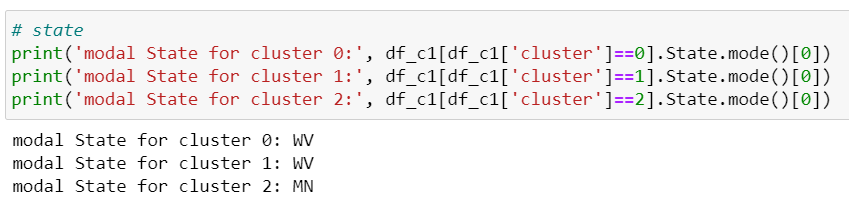 # state
print('modal State for cluster 0:', df_c1[df_c1['cluster']==0].State.mode()[0])
print('modal State for cluster 1:', df_c1[df_c1['cluster']==1].State.mode()[0])
print('modal State for cluster 2:', df_c1[df_c1['cluster']==2].State.mode()[0])
modal State for cluster 0: WV
modal State for cluster 1: WV
modal State for cluster 2: MN